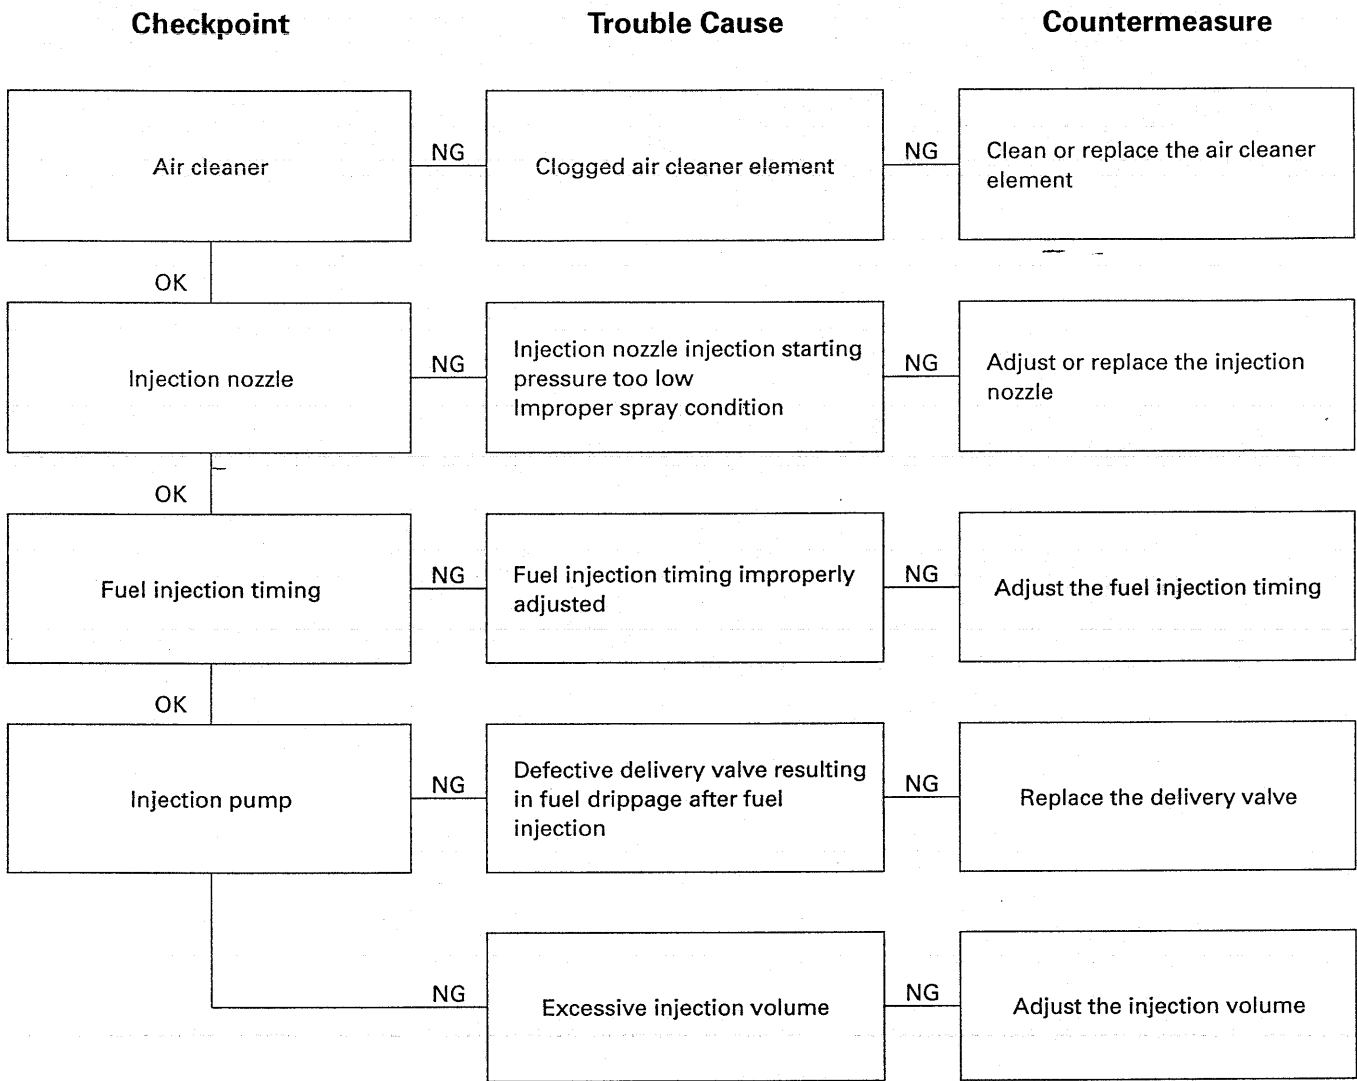 Checkpoint
Trouble Cause
Countermeasure
Air cleaner
NG
Clogged air cleaner element
NG
Clean or replace the air cleaner
element
OK
Injection nozzle
NG
Injection nozzle injection starting
pressure too low
Improper spray condition
NG
Adjust or replace the injection
nozzle
OK
Fuel injection timing
NG
Fuel injection timing improperly
adjusted
NG
Adjust the fuel injection timing
OK
Injection pump
NG
Defective delivery valve resulting
in fuel drippage after fuel
injection
NG
Replace the delivery valve
NG
Excessive injection volume
NG
Adjust the injection volume